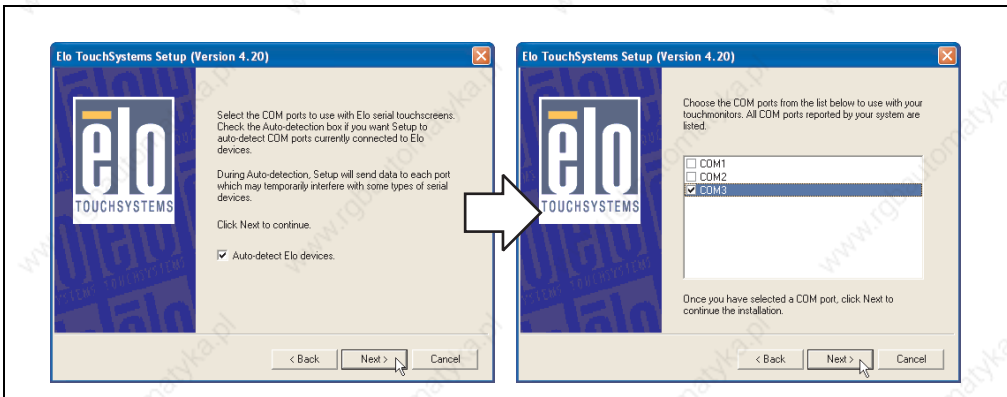 Elo TouchSystems Setup (Version 4.20)
elo
TOUCHSYSTEMS
Select the COM ports to use with Elo serial touchscreens.
Check the Auto-detection box if you want Setup to
auto-detect COM ports currently connected to Elo
devices.
During Auto-detection, Setup will send data to each port
which may temporarily interfere with some types of serial
devices.
Click Next to continue.
Auto-detect Elo devices.
< Back
Next >
Cancel
Elo TouchSystems Setup (Version 4.20)
elo
TOUCHSYSTEMS
Choose the COM ports from the list below to use with your
touchmonitors. All COM ports reported by your system are
listed.
COM1
COM2
COM3
Once you have selected a COM port, click Next to
continue the installation.
< Back
Next >
Cancel
www.rgbautomatyka.pl